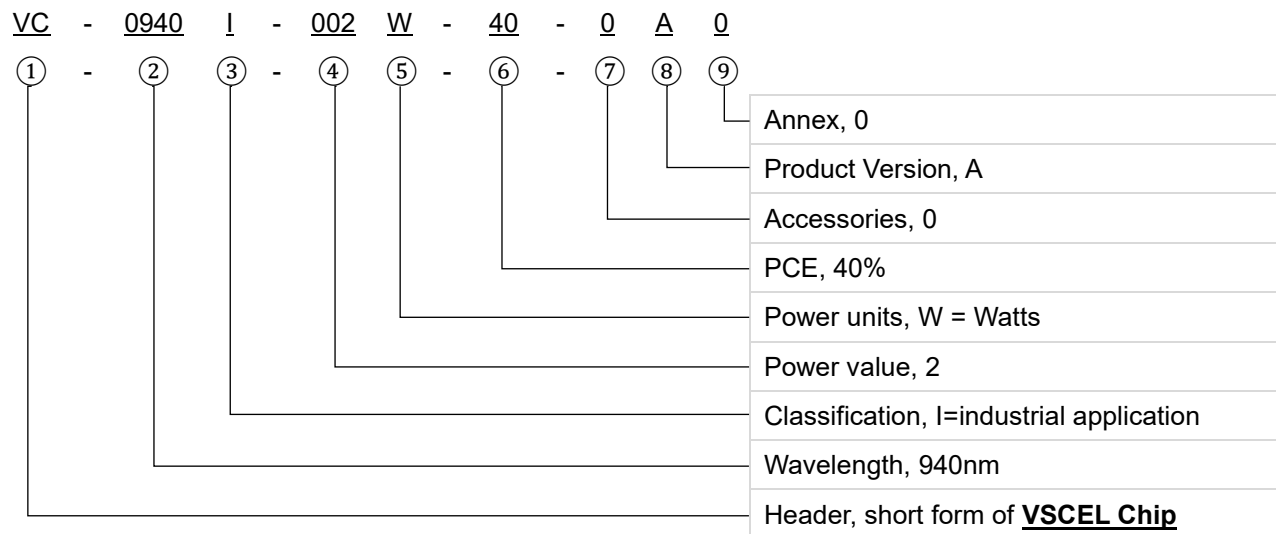 VC - 0940 I - 002 W - 40 - 0 A 0
① - ② ③ - ④ ⑤ - ⑥ - ⑦ ⑧ ⑨
Annex, 0
Product Version, A
Accessories, 0
PCE, 40%
Power units, W = Watts
Power value, 2
Classification, I=industrial application
Wavelength, 940nm
Header, short form of VSCEL Chip